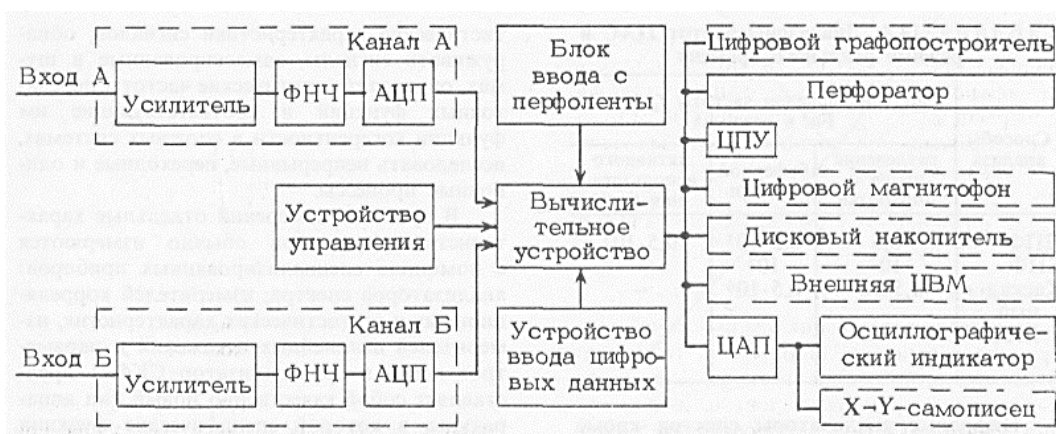 Канал А
Вход А
Усилитель
ФНЧ
АЦП
Блок
ввода с
перфоленты
Устройство
управления
Вычисли-
тельное
устройство
Канал Б
Вход Б
Усилитель
ФНЧ
АЦП
Устройство
ввода цифро
вых данных
Цифровой графопостроитель
Перфоратор
ЦПУ
Цифровой магнитофон
Дисковый накопитель
Внешняя ЦВМ
ЦАП
Осциллографиче-
ский индикатор
X-Y-самописец